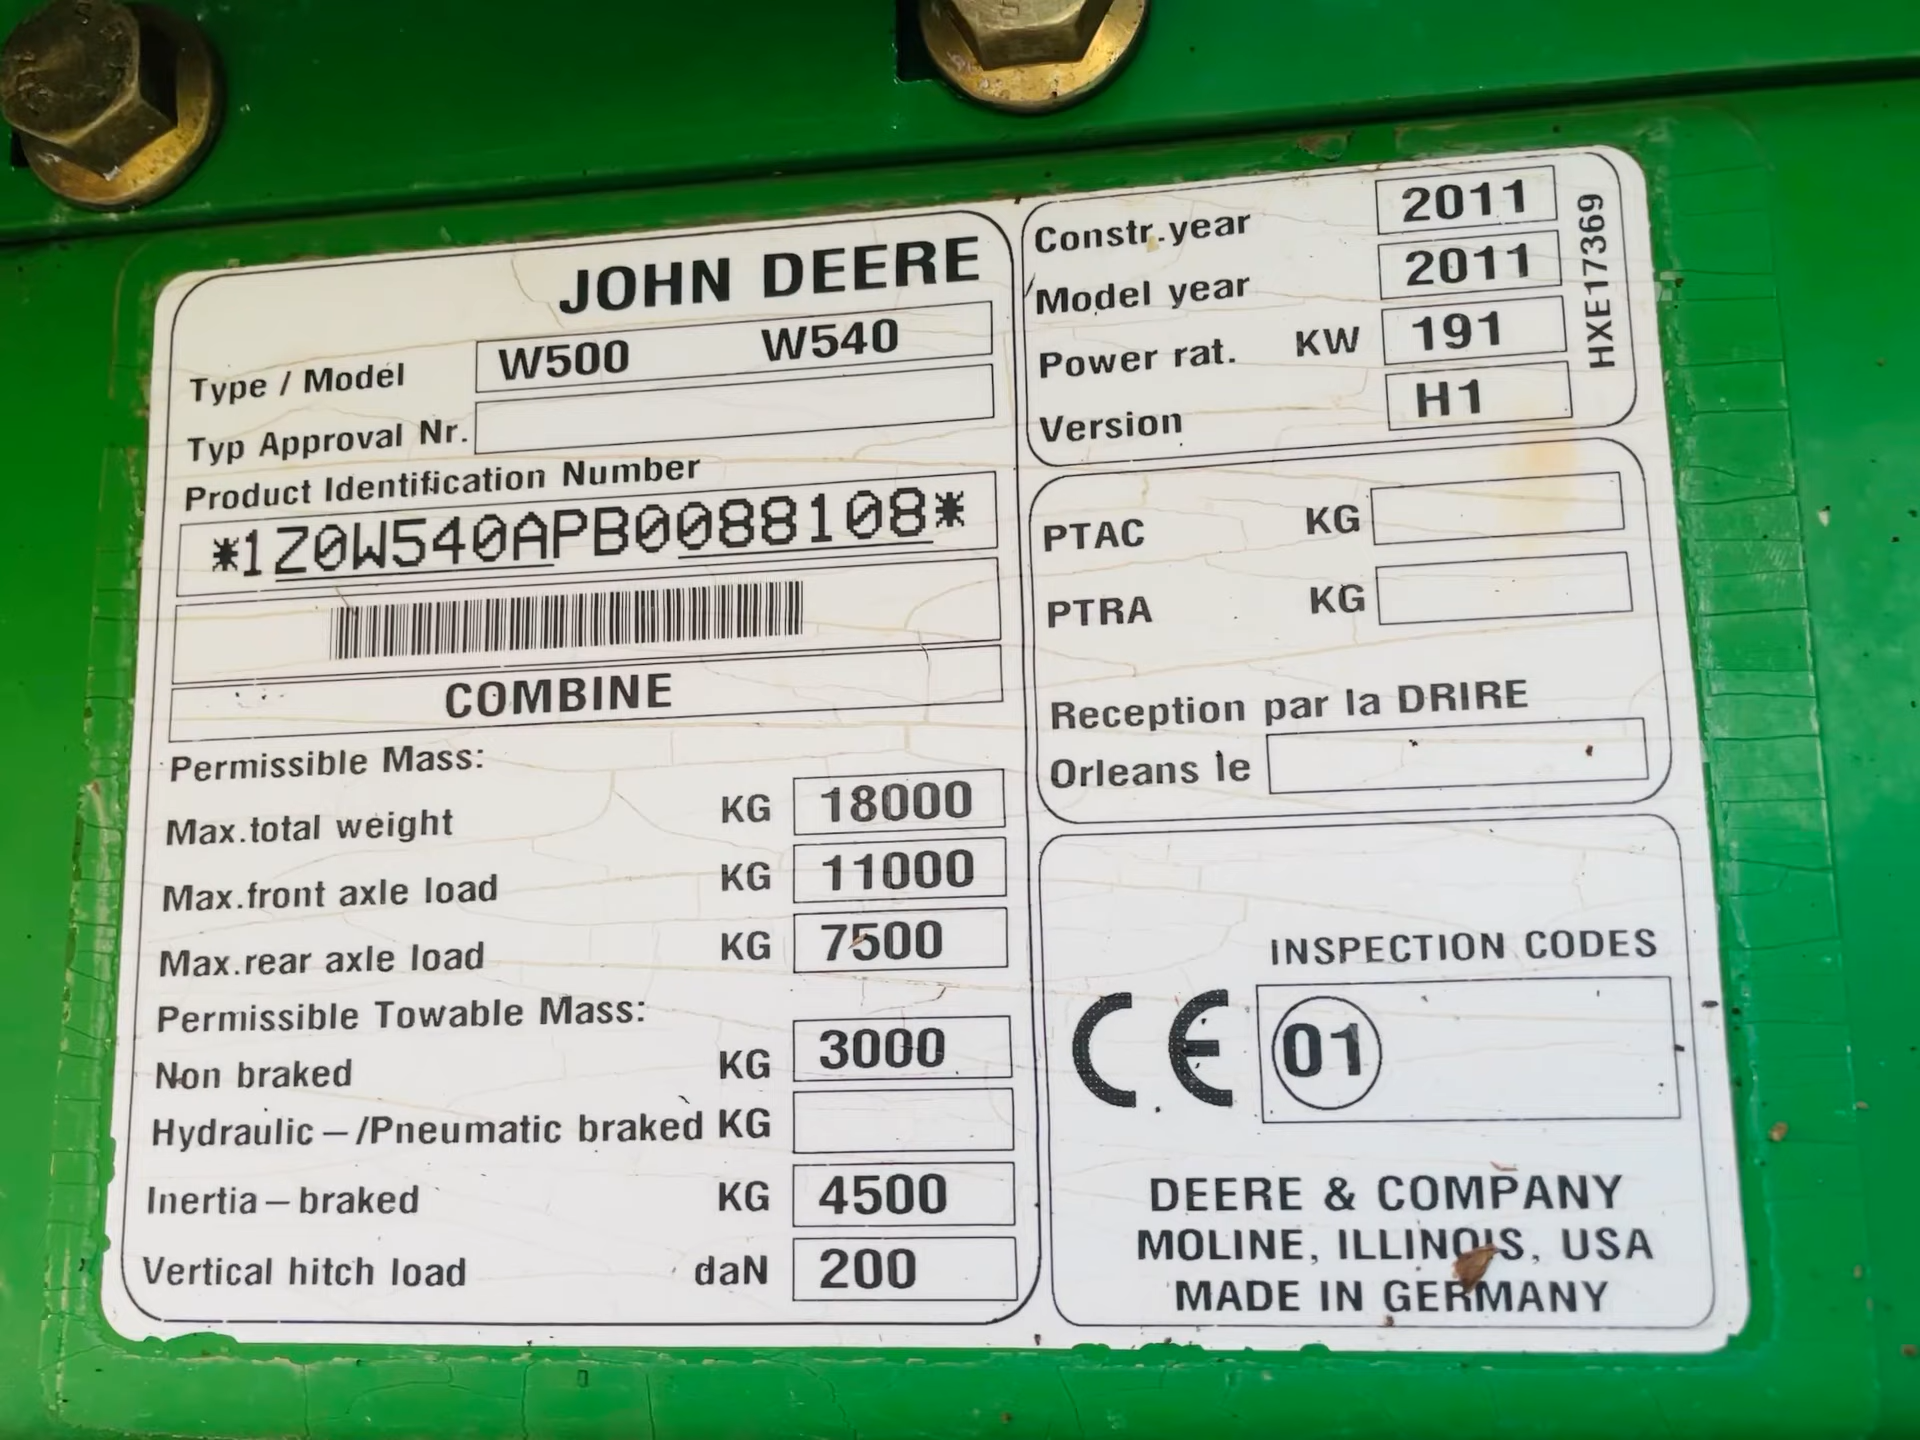 JOHN DEERE
Type / Model W500 W540
Typ Approval Nr.
Product Identification Number
*1Z0W540APB0088108*
COMBINE
Permissible Mass:
Max.total weight KG 18000
Max.front axle load KG 11000
Max.rear axle load KG 7500
Permissible Towable Mass:
Non braked KG 3000
Hydraulic – /Pneumatic braked KG
Inertia – braked KG 4500
Vertical hitch load daN 200
Constr.year 2011
Model year 2011
Power rat. KW 191
Version H1
HXE17369
PTAC KG
PTRA KG
Reception par la DRIRE
Orleans le
INSPECTION CODES
CE 01
DEERE & COMPANY
MOLINE, ILLINOIS, USA
MADE IN GERMANY